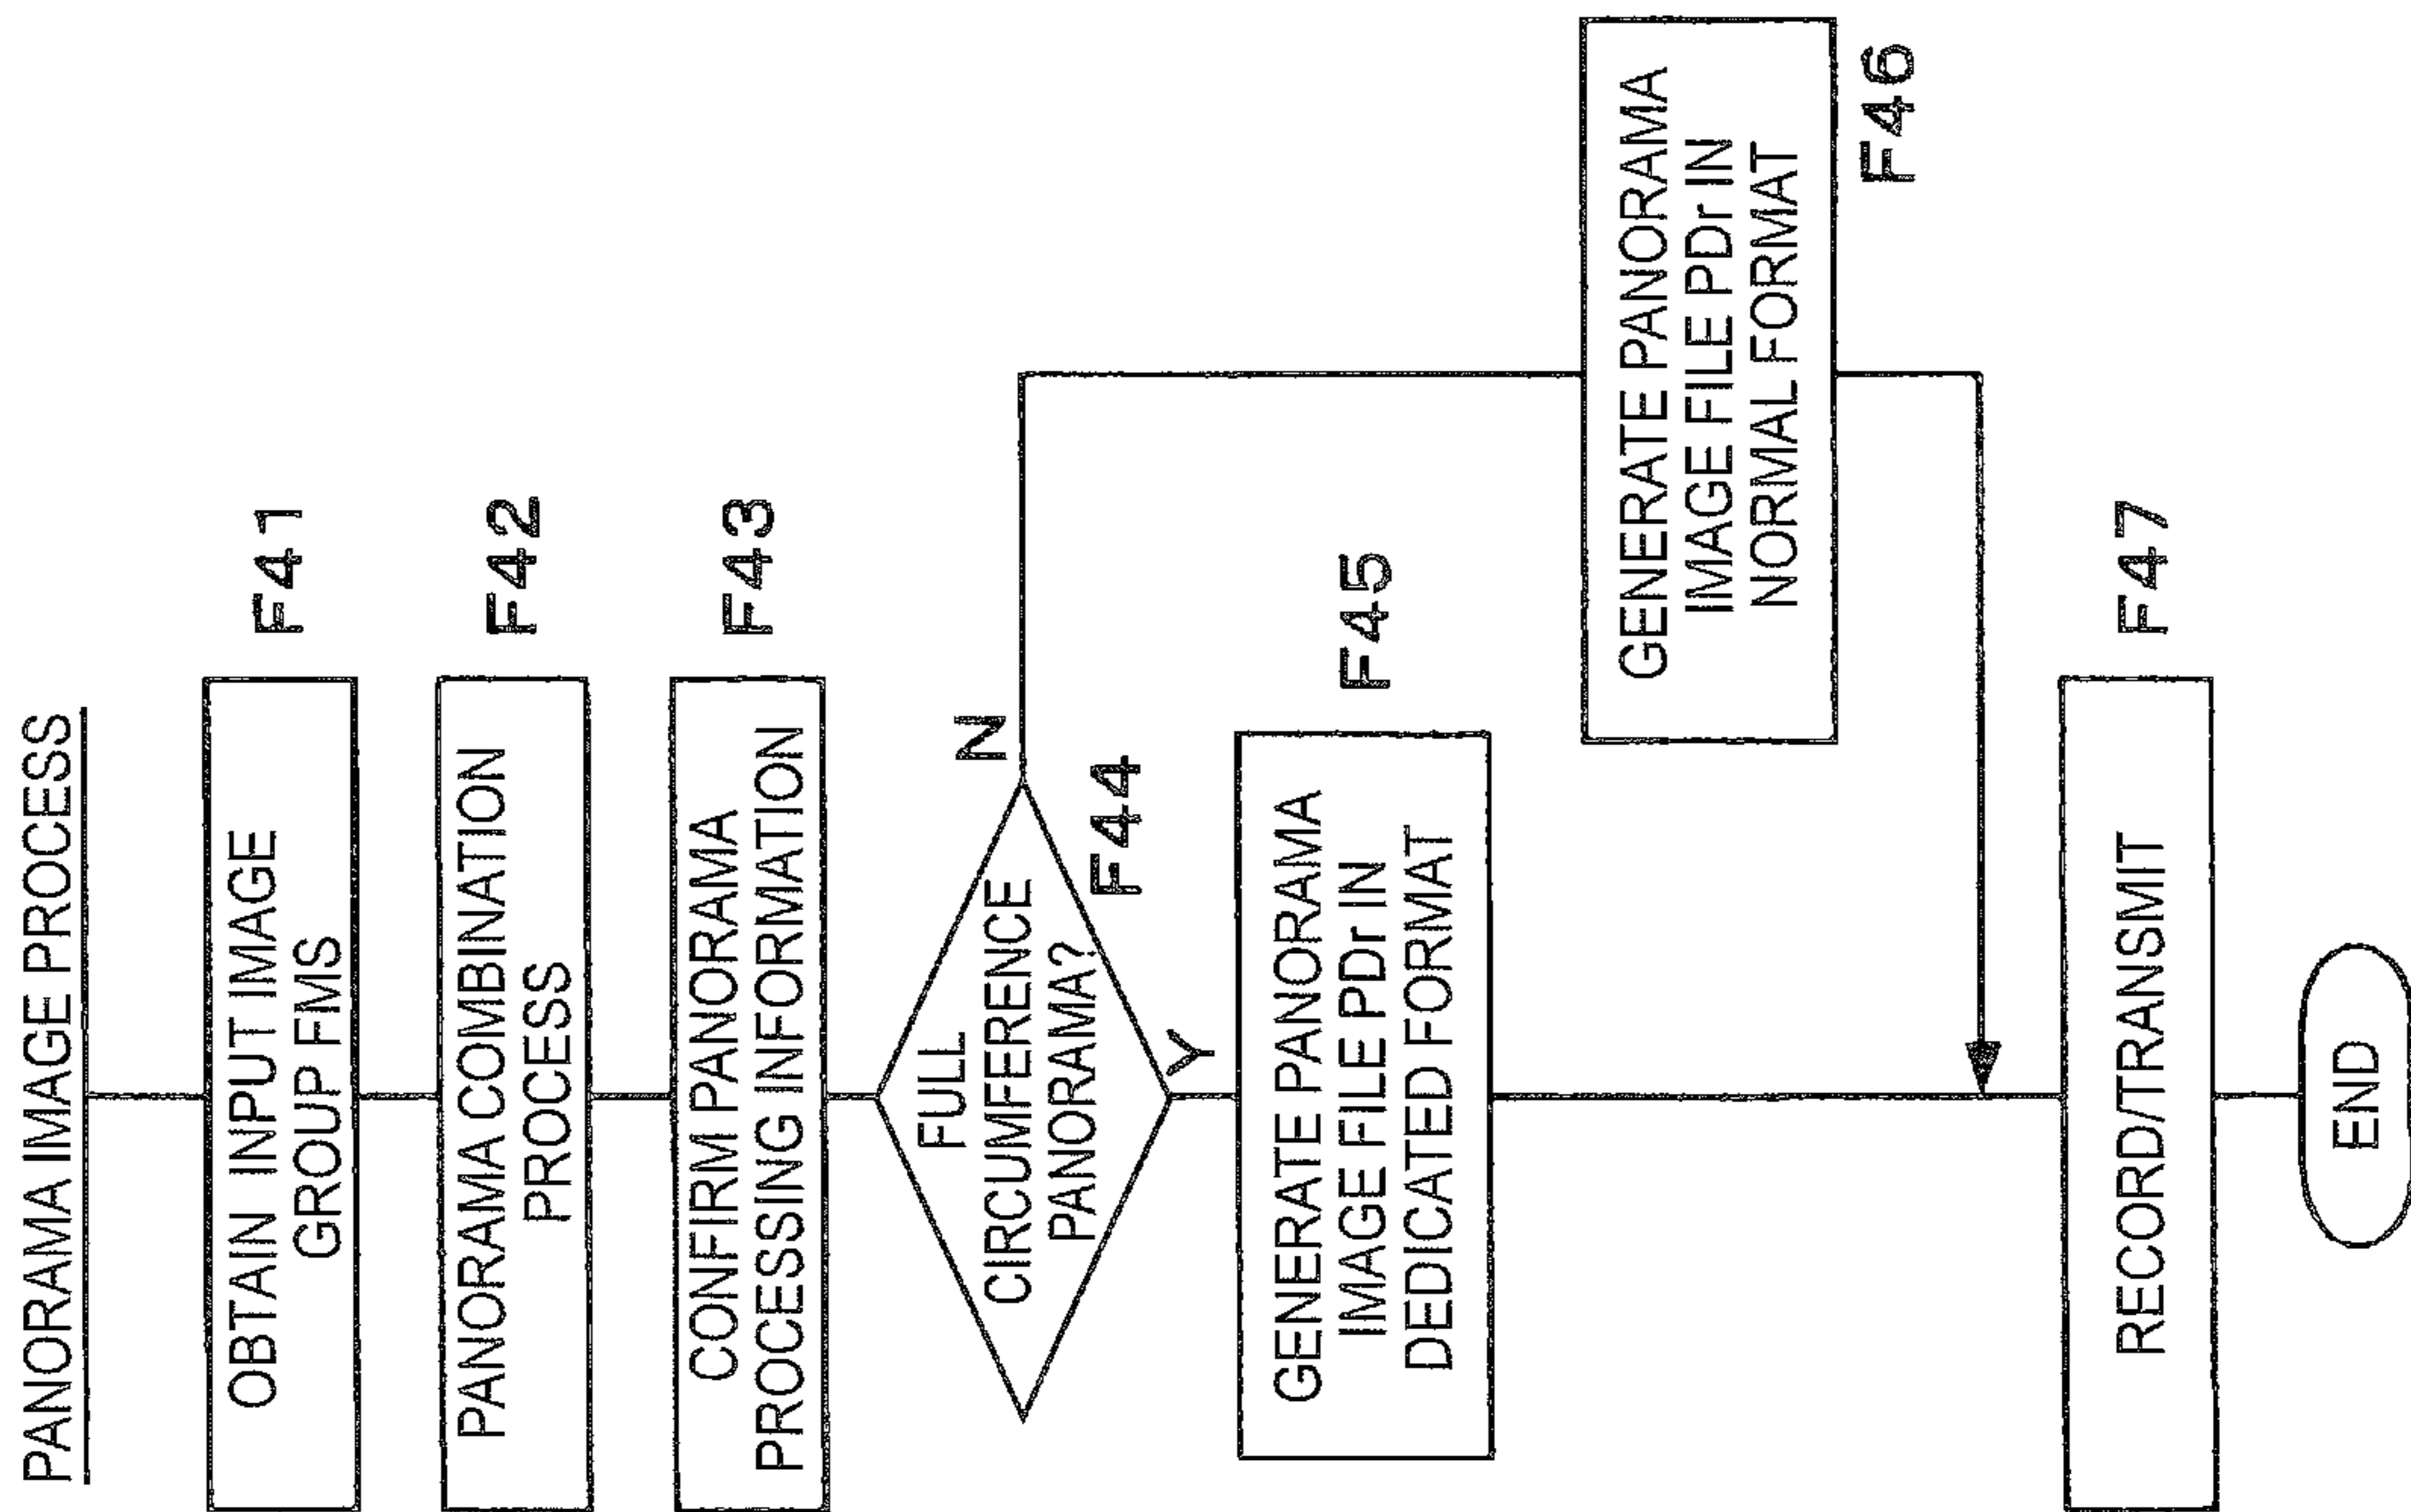 PANORAMA IMAGE PROCESS
OBTAIN INPUT IMAGE
GROUP FMS
F41
PANORAMA COMBINATION
PROCESS
F42
CONFIRM PANORAMA
PROCESSING INFORMATION
F43
FULL
CIRCUMFERENCE
PANORAMA?
F44
N
Y
GENERATE PANORAMA
IMAGE FILE PDr IN
DEDICATED FORMAT
F45
GENERATE PANORAMA
IMAGE FILE PDr IN
NORMAL FORMAT
F46
RECORD/TRANSMIT
F47
END